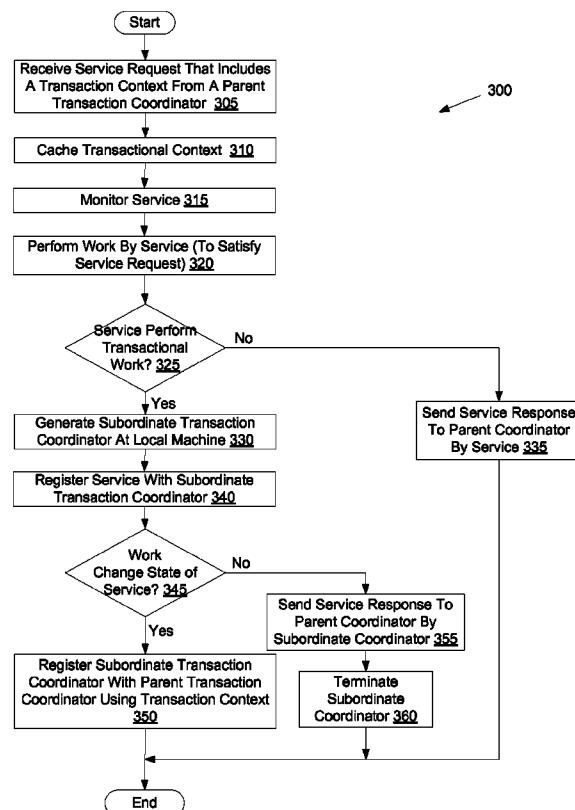 Start
Receive Service Request That Includes
A Transaction Context From A Parent
Transaction Coordinator 305
300
Cache Transactional Context 310
Monitor Service 315
Perform Work By Service (To Satisfy
Service Request) 320
Service Perform
Transactional
Work? 325
No
Yes
Generate Subordinate Transaction
Coordinator At Local Machine 330
Send Service Response
To Parent Coordinator
By Service 335
Register Service With Subordinate
Transaction Coordinator 340
Work
Change State of
Service? 345
No
Yes
Send Service Response To
Parent Coordinator By
Subordinate Coordinator 355
Register Subordinate Transaction
Coordinator With Parent Transaction
Coordinator Using Transaction Context
350
Terminate
Subordinate
Coordinator 360
End